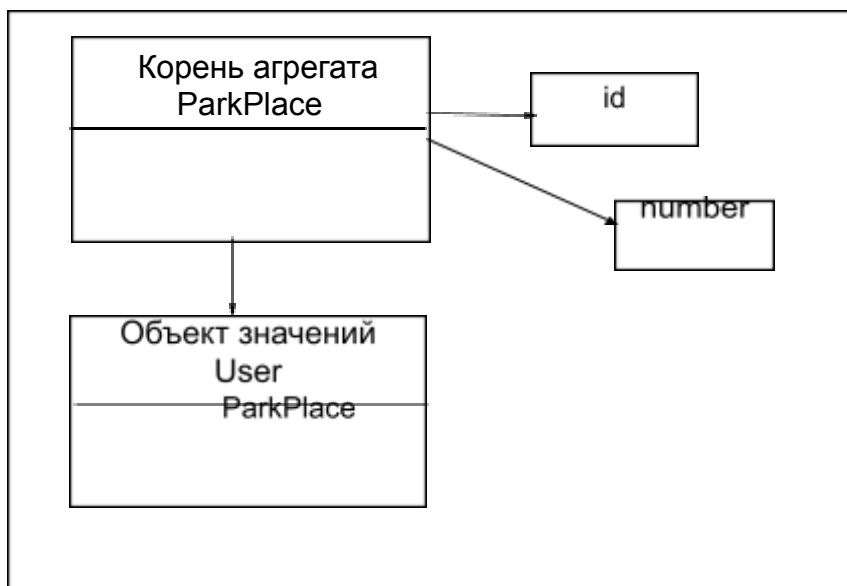 Корень агрегата
ParkPlace
id
number
Объект значений
User
ParkPlace